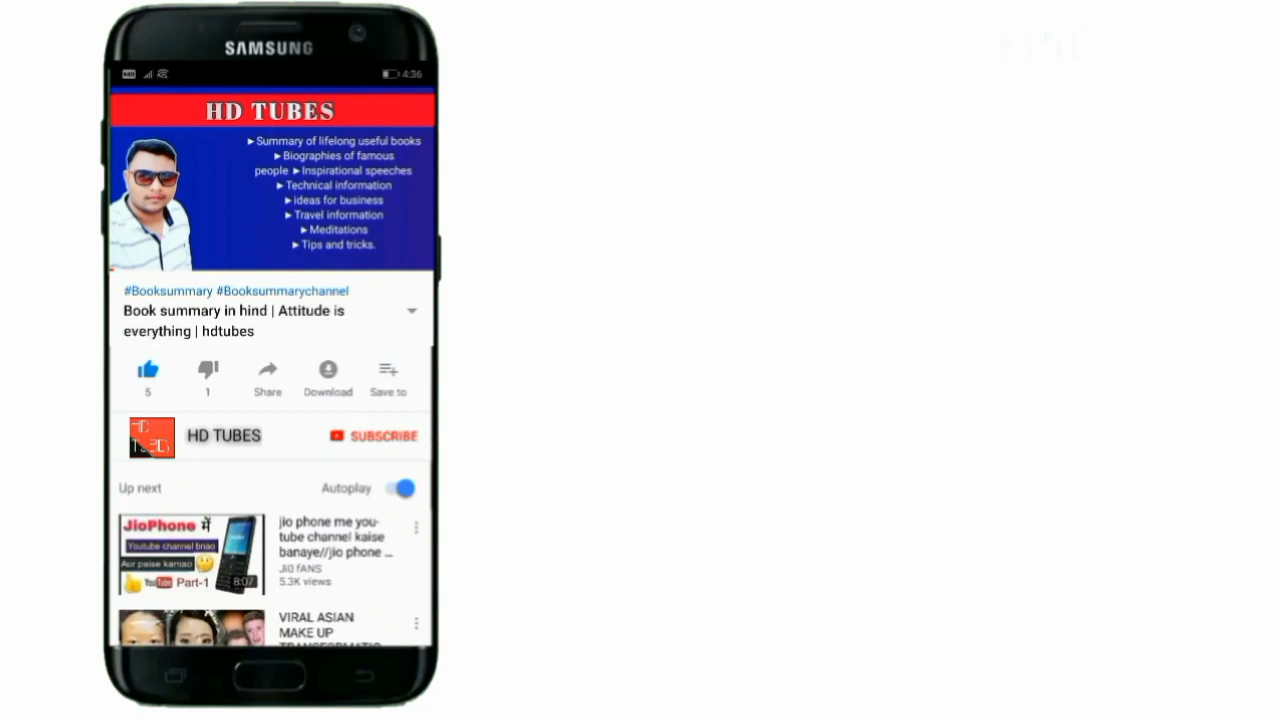 SAMSUNG
4:36
HD TUBES
►Summary of lifelong useful books
►Biographies of famous
people ►Inspirational speeches
►Technical information
►ideas for business
►Travel information
►Meditations
►Tips and tricks.
#Booksummary #Booksummarychannel
Book summary in hind | Attitude is
everything | hdtubes
5
1
Share
Download
Save to
HD TUBES
SUBSCRIBE
Up next
Autoplay
JioPhone में
Youtube channel bnao
Aur paise kamao
YouTube Part-1
8:07
jio phone me you-
tube channel kaise
banaye//jio phone ...
JIO fANS
5.3K views
VIRAL ASIAN
MAKE UP